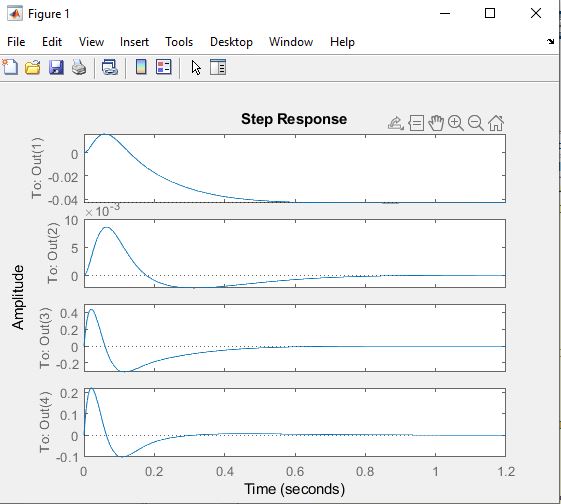 Figure 1
File Edit View Insert Tools Desktop Window Help
Step Response
To: Out(1)
0
-0.02
-0.04
×10⁻³
To: Out(2)
10
5
0
Amplitude
To: Out(3)
0.4
0.2
0
-0.2
To: Out(4)
0.2
0.1
0
-0.1
0 0.2 0.4 0.6 0.8 1 1.2
Time (seconds)